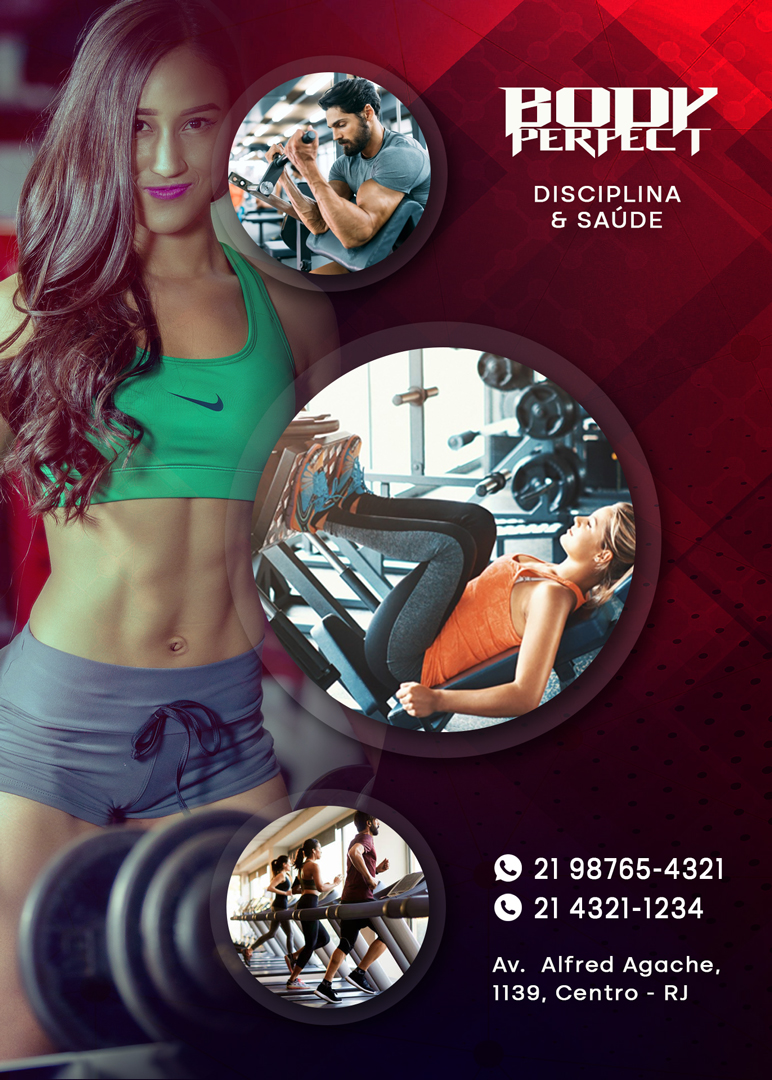 BODY
PERFECT
DISCIPLINA
& SAÚDE
21 98765-4321
21 4321-1234
Av. Alfred Agache,
1139, Centro - RJ